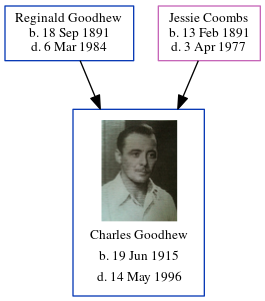 Reginald Goodhew
b. 18 Sep 1891
d. 6 Mar 1984
Jessie Coombs
b. 13 Feb 1891
d. 3 Apr 1977
Charles Goodhew
b. 19 Jun 1915
d. 14 May 1996